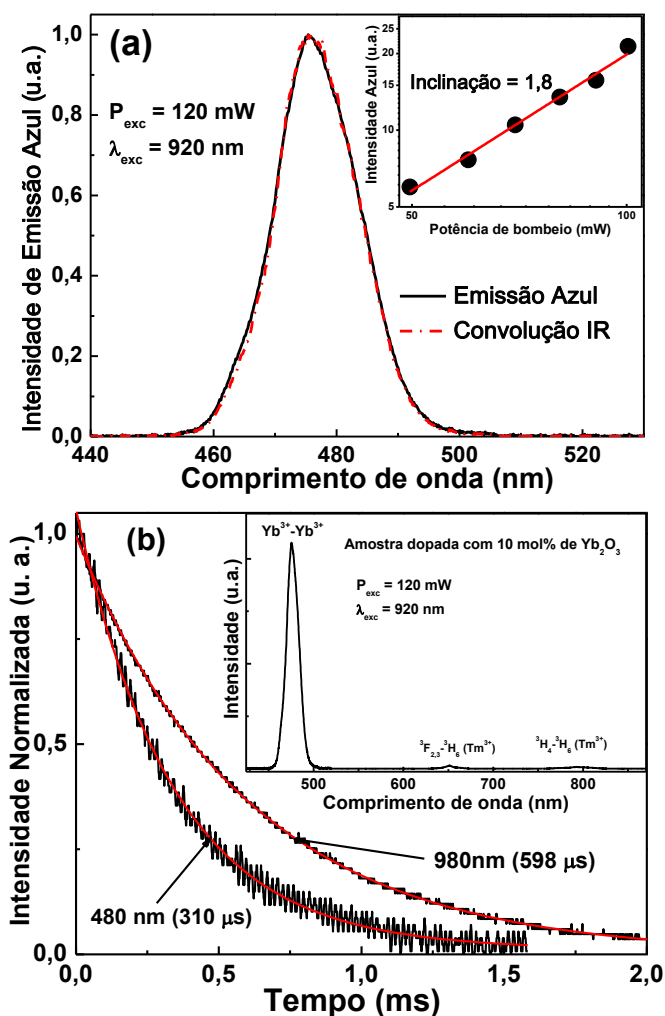 (a)
Intensidade de Emissão Azul (u.a.)
1,0
0,8
0,6
0,4
0,2
0,0
P_exc = 120 mW
λ_exc = 920 nm
Intensidade Azul (u.a.)
25
20
15
10
5
Inclinação = 1,8
50 100
Potência de bombeio (mW)
Emissão Azul
Convolução IR
440 460 480 500 520
Comprimento de onda (nm)
(b)
Intensidade Normalizada (u. a.)
1,0
0,5
0,0
Yb³⁺-Yb³⁺
Amostra dopada com 10 mol% de Yb₂O₃
P_exc = 120 mW
λ_exc = 920 nm
Intensidade (u.a.)
³F₂,₃-³H₆ (Tm³⁺) ³H₄-³H₆ (Tm³⁺)
500 600 700 800
Comprimento de onda (nm)
980nm (598 μs)
480 nm (310 μs)
0,0 0,5 1,0 1,5 2,0
Tempo (ms)